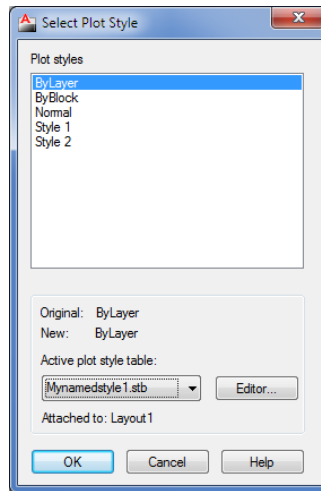 Select Plot Style
Plot styles
ByLayer
ByBlock
Normal
Style 1
Style 2
Original: ByLayer
New: ByLayer
Active plot style table:
Mynamedstyle1.stb
Editor...
Attached to: Layout1
OK Cancel Help